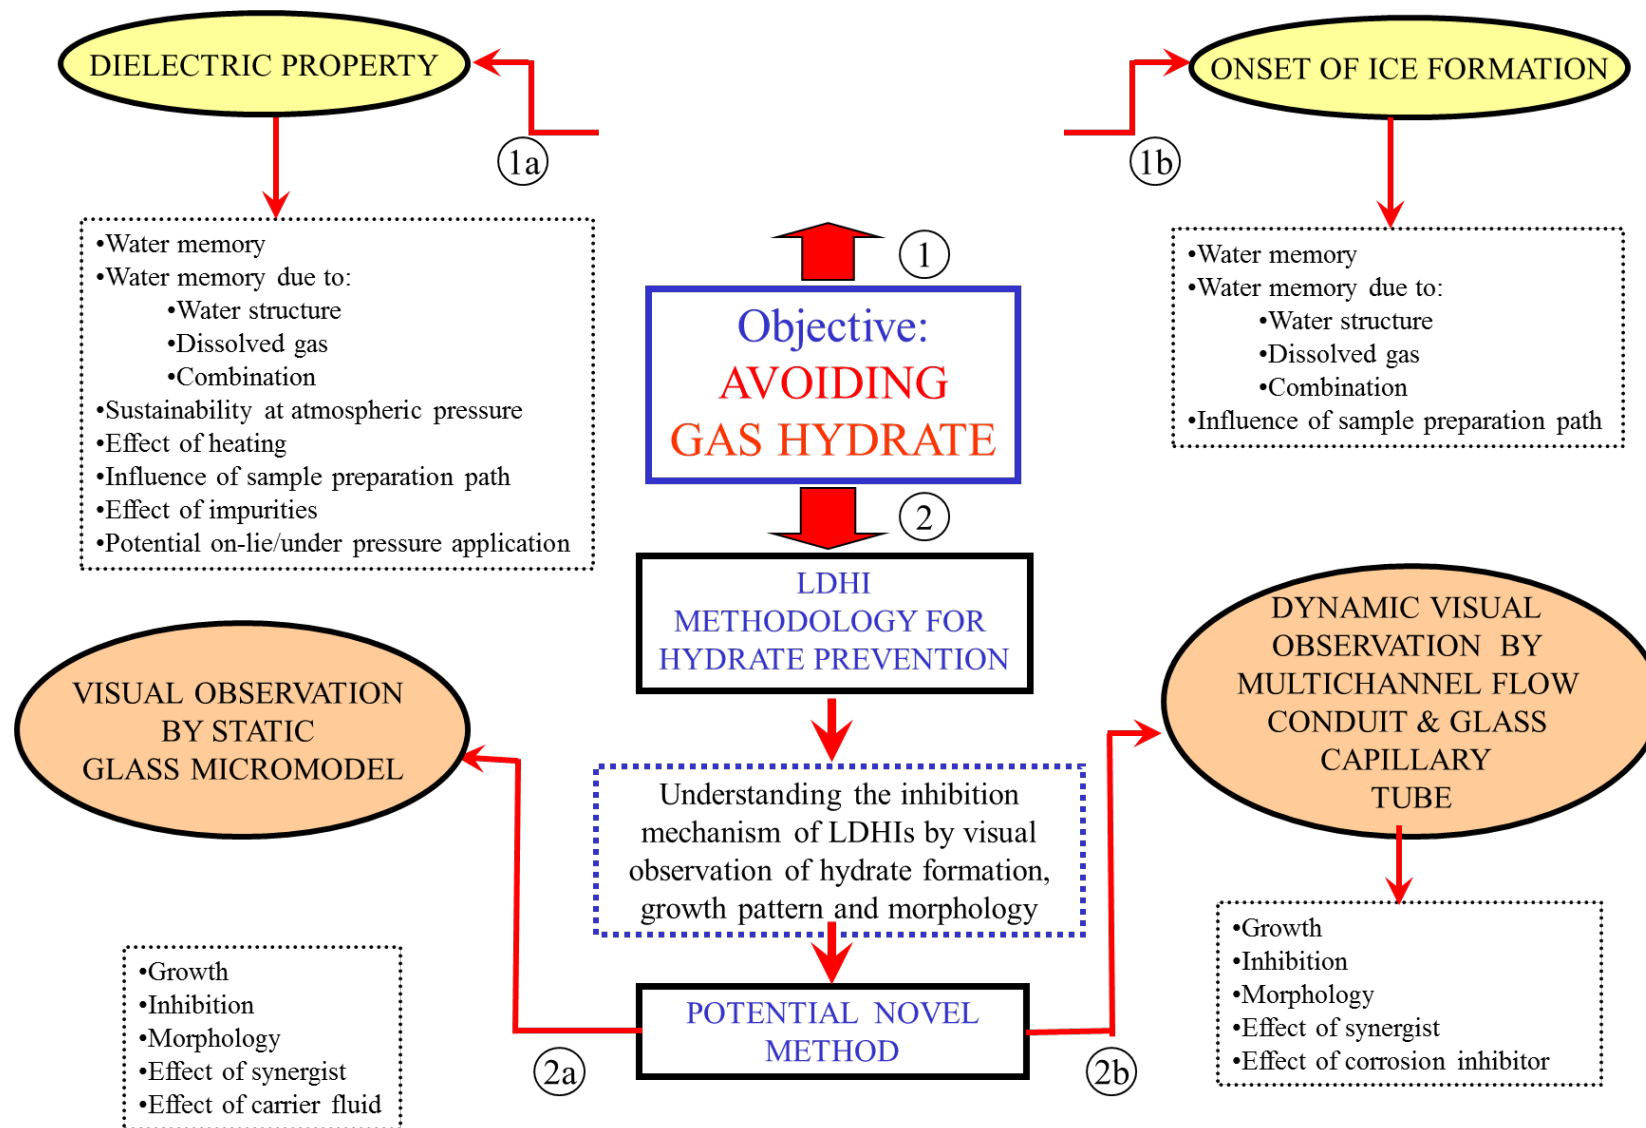 DIELECTRIC PROPERTY
ONSET OF ICE FORMATION
1a
1b
•Water memory
•Water memory due to:
•Water structure
•Dissolved gas
•Combination
•Sustainability at atmospheric pressure
•Effect of heating
•Influence of sample preparation path
•Effect of impurities
•Potential on-lie/under pressure application
•Water memory
•Water memory due to:
•Water structure
•Dissolved gas
•Combination
•Influence of sample preparation path
1
Objective:
AVOIDING
GAS HYDRATE
2
LDHI
METHODOLOGY FOR
HYDRATE PREVENTION
VISUAL OBSERVATION
BY STATIC
GLASS MICROMODEL
DYNAMIC VISUAL
OBSERVATION BY
MULTICHANNEL FLOW
CONDUIT & GLASS
CAPILLARY
TUBE
Understanding the inhibition
mechanism of LDHIs by visual
observation of hydrate formation,
growth pattern and morphology
•Growth
•Inhibition
•Morphology
•Effect of synergist
•Effect of carrier fluid
2a
POTENTIAL NOVEL
METHOD
2b
•Growth
•Inhibition
•Morphology
•Effect of synergist
•Effect of corrosion inhibitor